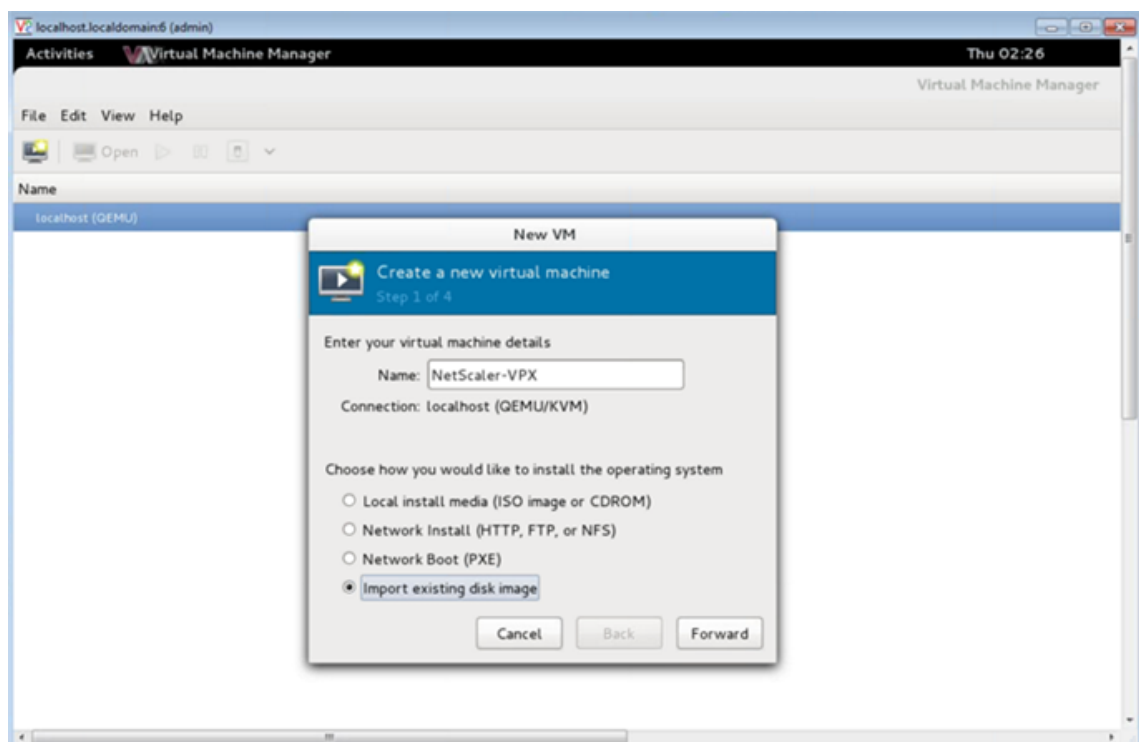 localhost.localdomain:6 (admin)
Activities Virtual Machine Manager Thu 02:26
Virtual Machine Manager
File Edit View Help
Open
Name
localhost (QEMU)
New VM
Create a new virtual machine
Step 1 of 4
Enter your virtual machine details
Name: NetScaler-VPX
Connection: localhost (QEMU/KVM)
Choose how you would like to install the operating system
Local install media (ISO image or CDROM)
Network Install (HTTP, FTP, or NFS)
Network Boot (PXE)
Import existing disk image
Cancel Back Forward